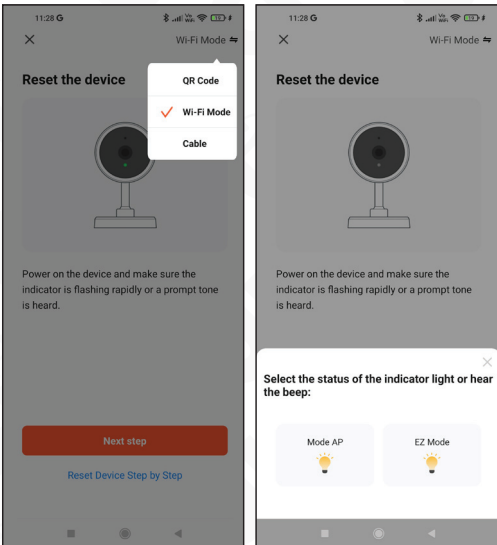 11:28 G
Wi-Fi Mode
Reset the device
QR Code
Wi-Fi Mode
Cable
Power on the device and make sure the
indicator is flashing rapidly or a prompt tone
is heard.
Next step
Reset Device Step by Step
11:28 G
Wi-Fi Mode
Reset the device
Power on the device and make sure the
indicator is flashing rapidly or a prompt tone
is heard.
Select the status of the indicator light or hear
the beep:
Mode AP
EZ Mode